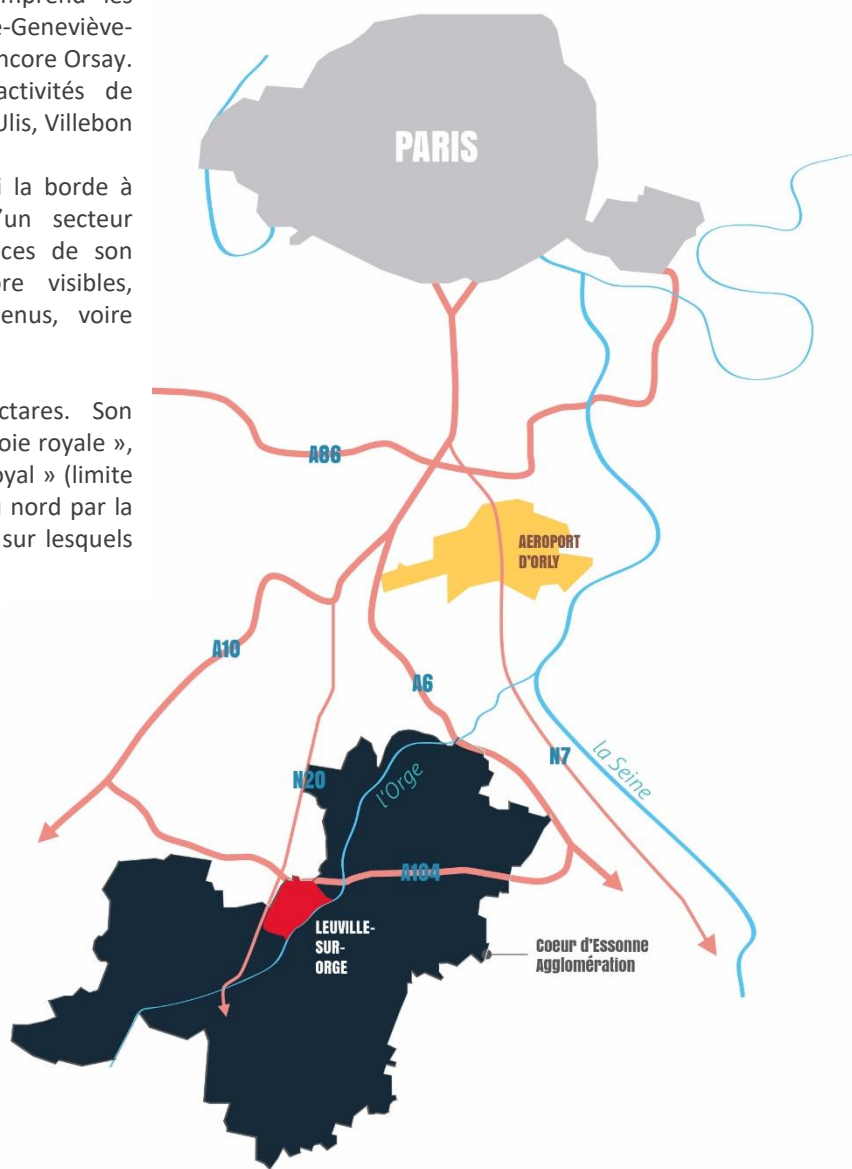 mprend les
e-Geneviève-
ncore Orsay.
activités de
Ulis, Villebon
i la borde à
'un secteur
ces de son
re visibles,
enus, voire
ctares. Son
oie royale »,
oyal » (limite
u nord par la
sur lesquels
PARIS
A86
AEROPORT
D'ORLY
A10
A6
N7
la Seine
N20
l'Orge
A104
LEUVILLE-
SUR-
ORGE
Coeur d'Essonne
Agglomération